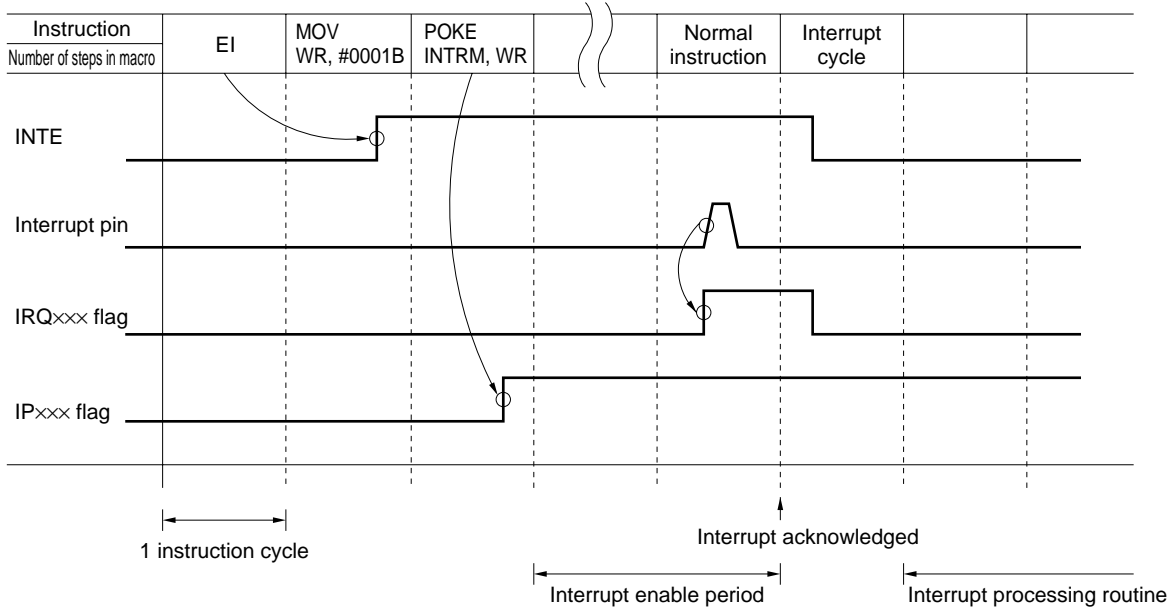 Instruction
Number of steps in macro
EI
MOV
WR, #0001B
POKE
INTRM, WR
Normal
instruction
Interrupt
cycle
INTE
Interrupt pin
IRQ××× flag
IP××× flag
1 instruction cycle
Interrupt acknowledged
Interrupt enable period
Interrupt processing routine